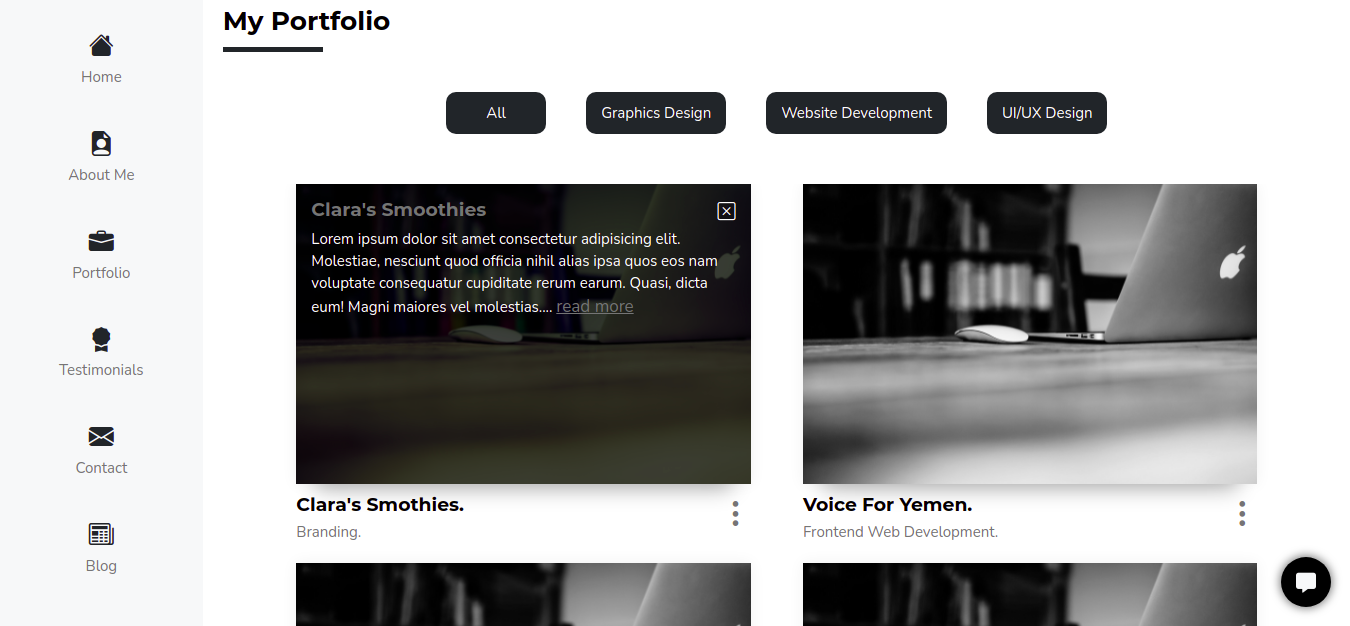 My Portfolio
Home
About Me
Portfolio
Testimonials
Contact
Blog
All
Graphics Design
Website Development
UI/UX Design
Clara's Smoothies
Lorem ipsum dolor sit amet consectetur adipisicing elit.
Molestiae, nesciunt quod officia nihil alias ipsa quos eos nam
voluptate consequatur cupiditate rerum earum. Quasi, dicta
eum! Magni maiores vel molestias.... read more
Clara's Smothies.
Branding.
Voice For Yemen.
Frontend Web Development.